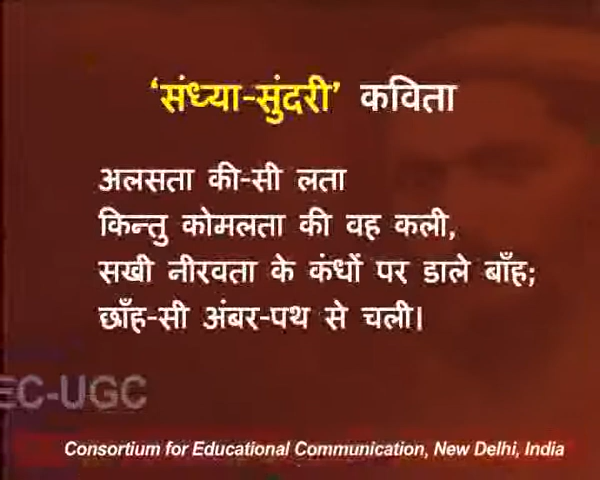 ‘संध्या-सुंदरी’ कविता
अलसता की-सी लता
किन्तु कोमलता की वह कली,
सखी नीरवता के कंधों पर डाले बाँह;
छाँह-सी अंबर-पथ से चली।
EC-UGC
Consortium for Educational Communication, New Delhi, India